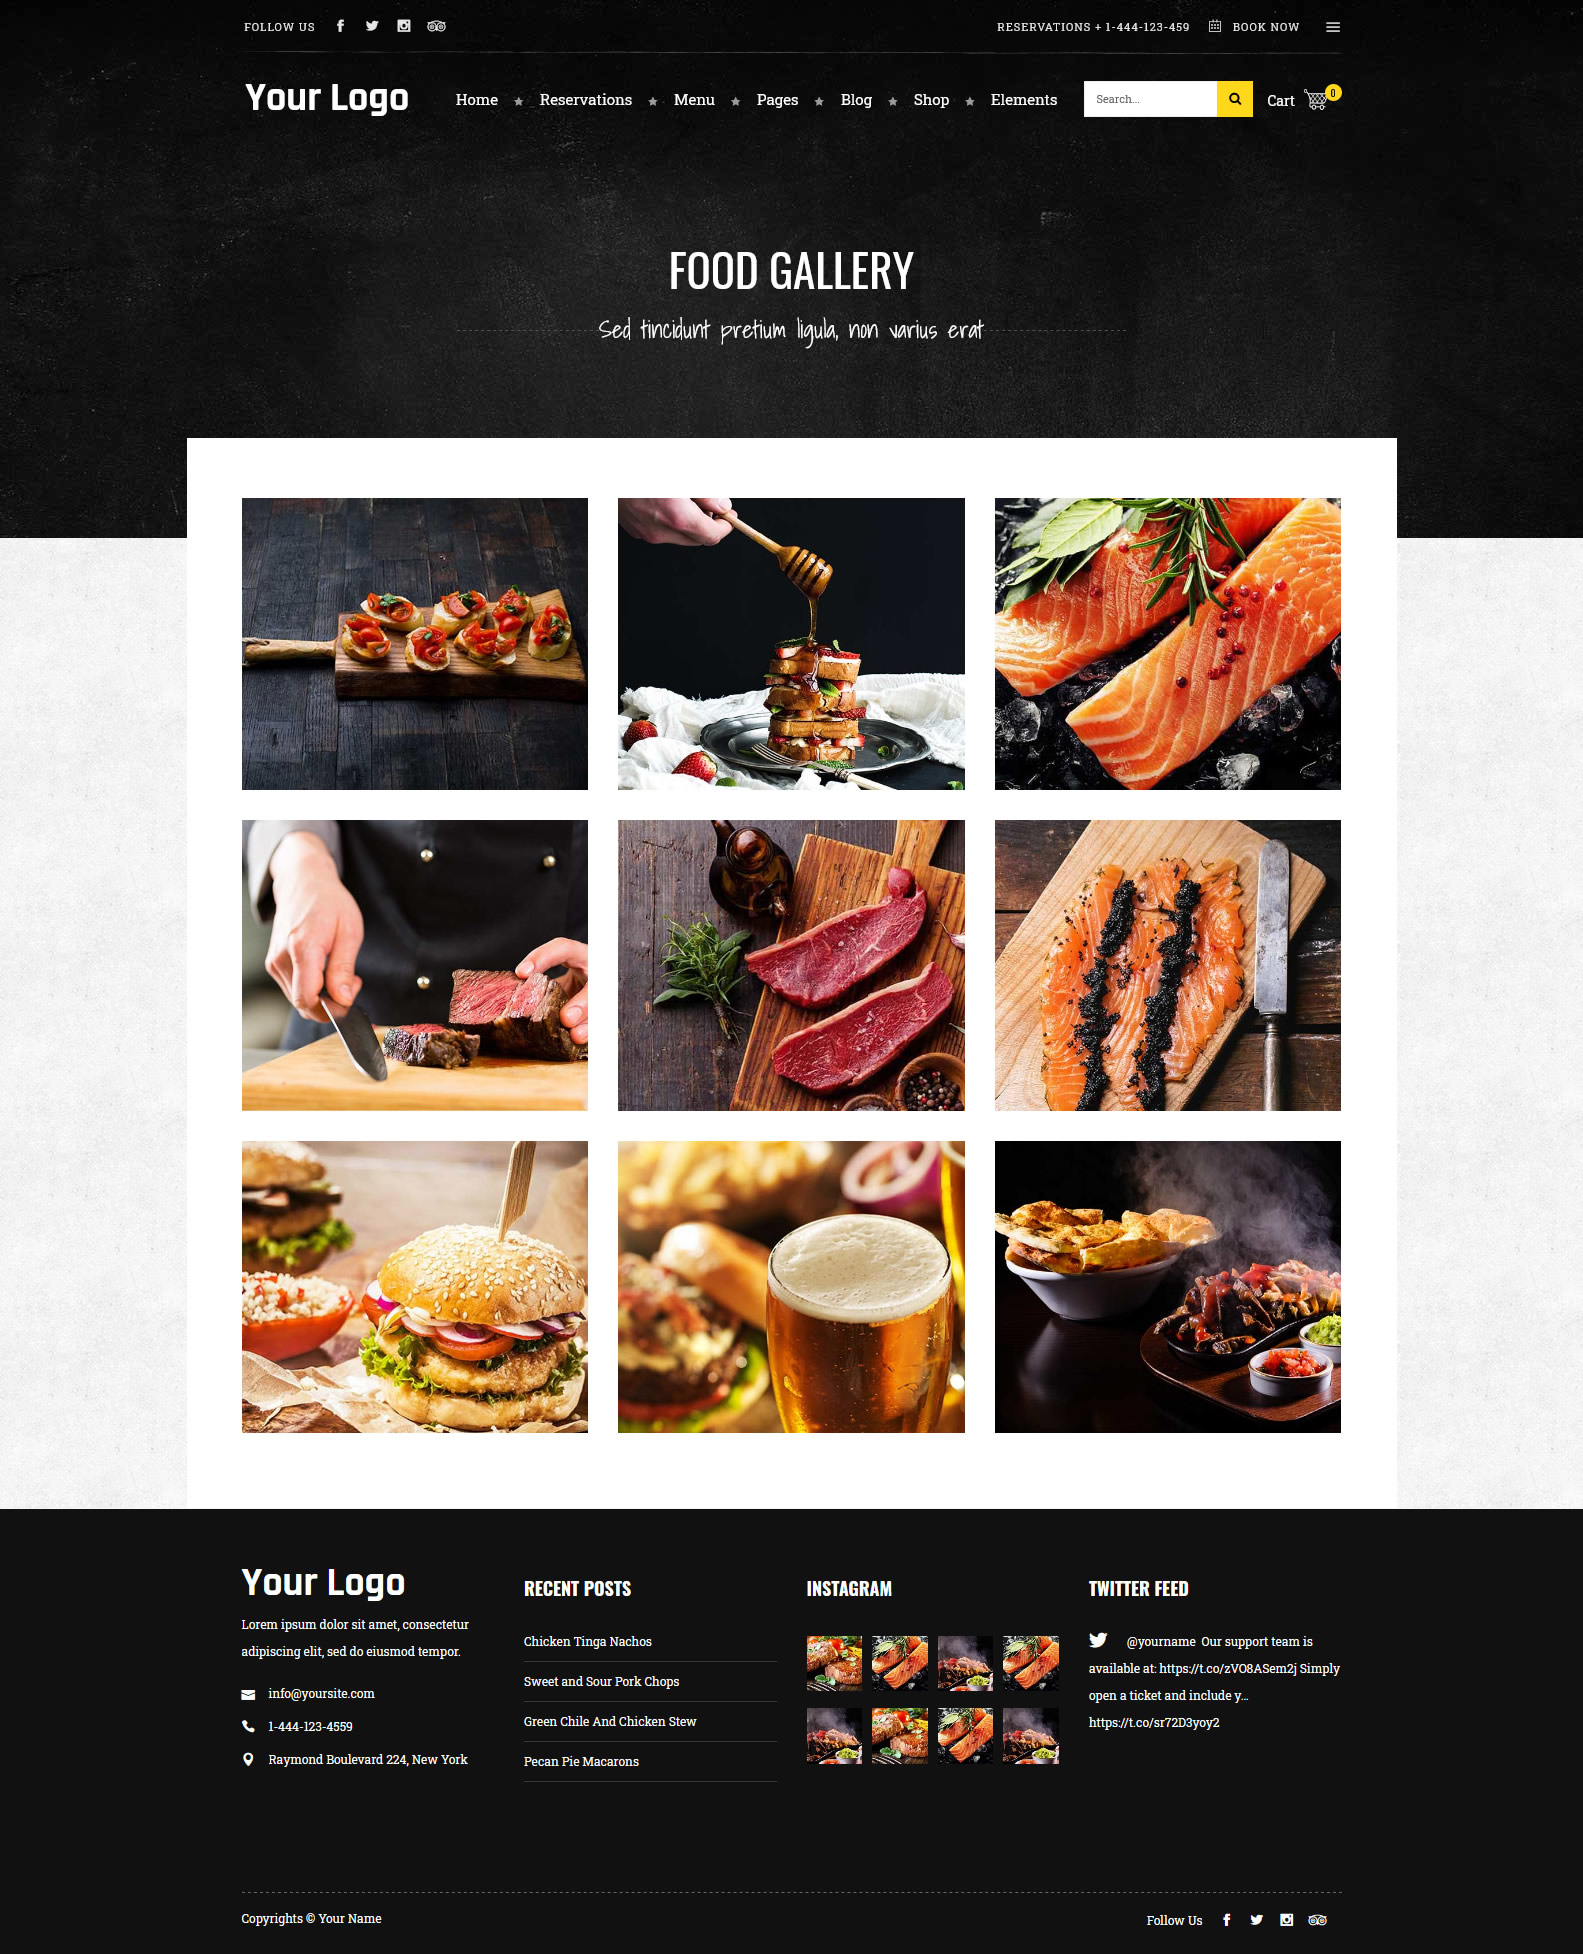 FOLLOW US
RESERVATIONS + 1-444-123-459
BOOK NOW
Your Logo
Home
Reservations
Menu
Pages
Blog
Shop
Elements
Search...
Cart
0
FOOD GALLERY
Sed tincidunt pretium ligula, non varius erat
Your Logo
Lorem ipsum dolor sit amet, consectetur
adipiscing elit, sed do eiusmod tempor.
info@yoursite.com
1-444-123-4559
Raymond Boulevard 224, New York
RECENT POSTS
Chicken Tinga Nachos
Sweet and Sour Pork Chops
Green Chile And Chicken Stew
Pecan Pie Macarons
INSTAGRAM
TWITTER FEED
@yourname Our support team is
available at: https://t.co/zVO8ASem2j Simply
open a ticket and include y...
https://t.co/sr72D3yoy2
Copyrights © Your Name
Follow Us